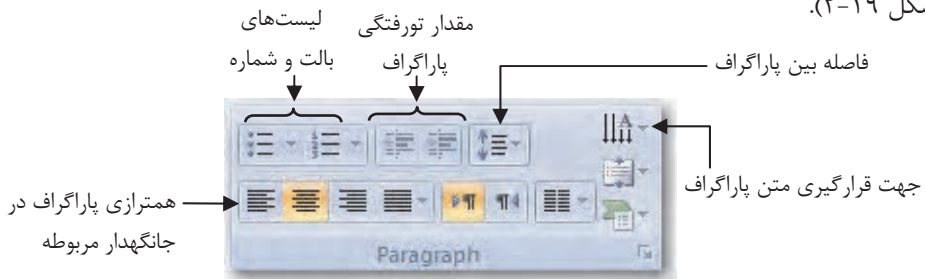 شکل ۱۹-۲).
لیست‌های
بالت و شماره
مقدار تورفتگی
پاراگراف
فاصله بین پاراگراف
جهت قرارگیری متن پاراگراف
همترازی پاراگراف در
جانگهدار مربوطه
Paragraph